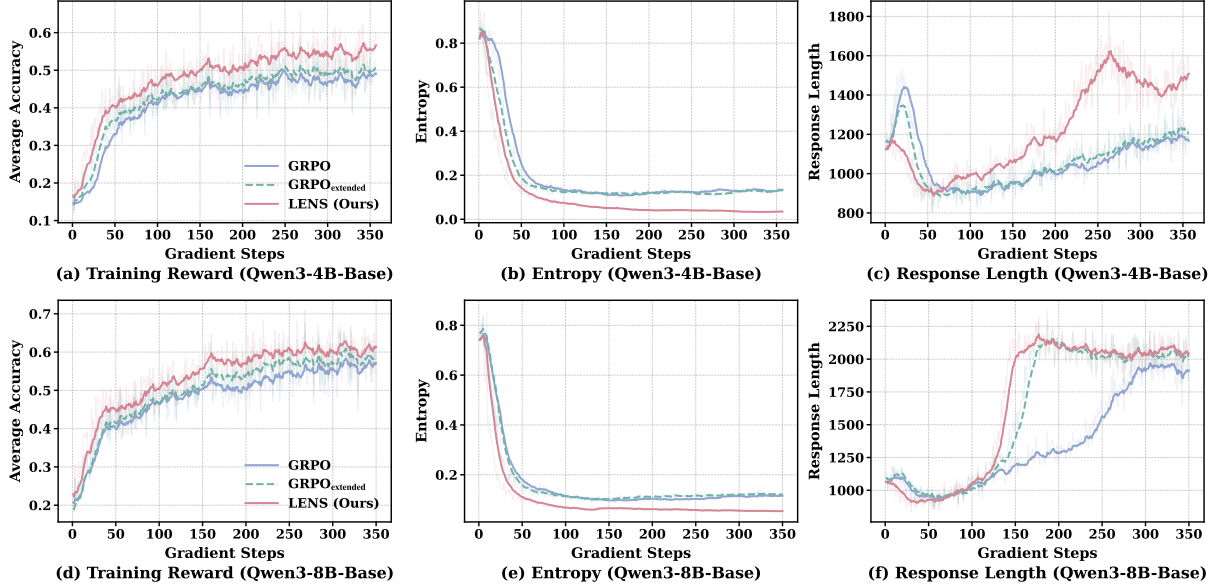 Average Accuracy
0.6
0.5
0.4
0.3
0.2
0.1
GRPO
GRPOextended
LENS (Ours)
0 50 100 150 200 250 300 350
Gradient Steps
(a) Training Reward (Qwen3-4B-Base)
Entropy
0.8
0.6
0.4
0.2
0.0
0 50 100 150 200 250 300 350
Gradient Steps
(b) Entropy (Qwen3-4B-Base)
Response Length
1800
1600
1400
1200
1000
800
0 50 100 150 200 250 300 350
Gradient Steps
(c) Response Length (Qwen3-4B-Base)
Average Accuracy
0.7
0.6
0.5
0.4
0.3
0.2
GRPO
GRPOextended
LENS (Ours)
0 50 100 150 200 250 300 350
Gradient Steps
(d) Training Reward (Qwen3-8B-Base)
Entropy
0.8
0.6
0.4
0.2
0 50 100 150 200 250 300 350
Gradient Steps
(e) Entropy (Qwen3-8B-Base)
Response Length
2250
2000
1750
1500
1250
1000
0 50 100 150 200 250 300 350
Gradient Steps
(f) Response Length (Qwen3-8B-Base)